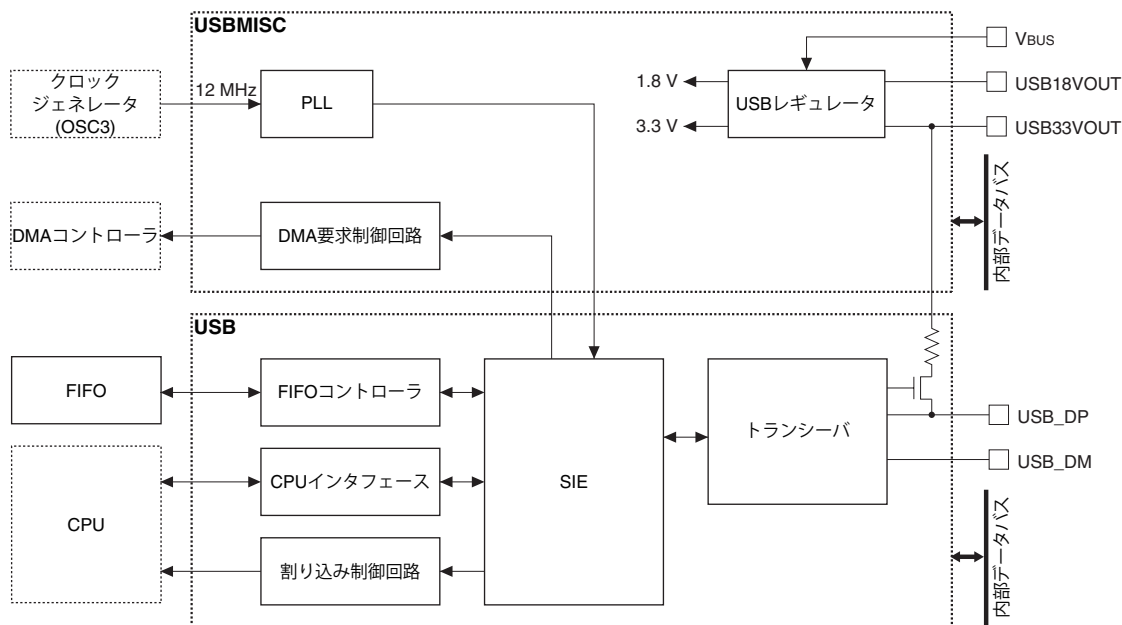 USBMISC
VBUS
クロック
ジェネレータ
(OSC3)
12 MHz
PLL
1.8 V
3.3 V
USBレギュレータ
USB18VOUT
USB33VOUT
DMAコントローラ
DMA要求制御回路
内部データバス
USB
FIFO
FIFOコントローラ
CPU
CPUインタフェース
割り込み制御回路
SIE
トランシーバ
USB_DP
USB_DM
内部データバス